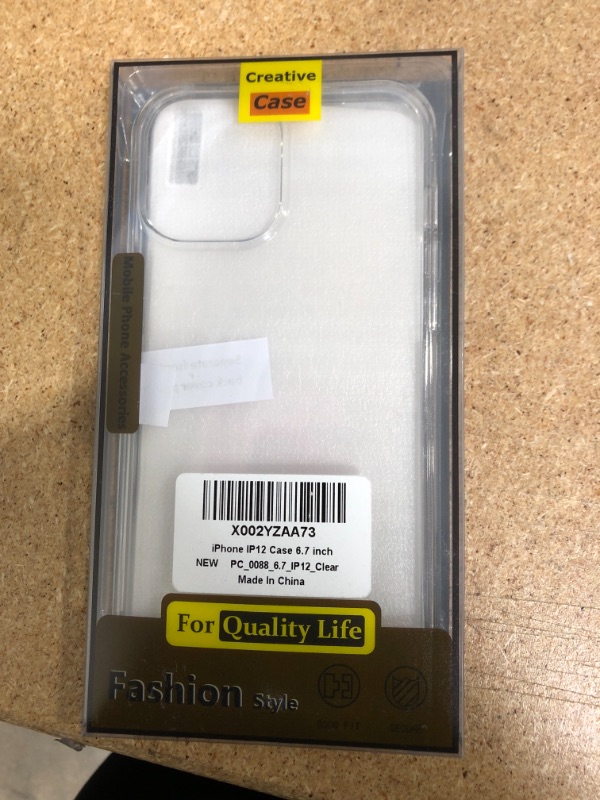 Creative
Case
Mobile Phone Accessories
X002YZAA73
iPhone IP12 Case 6.7 inch
NEW PC_0088_6.7_IP12_Clear
Made In China
For Quality Life
Fashion Style